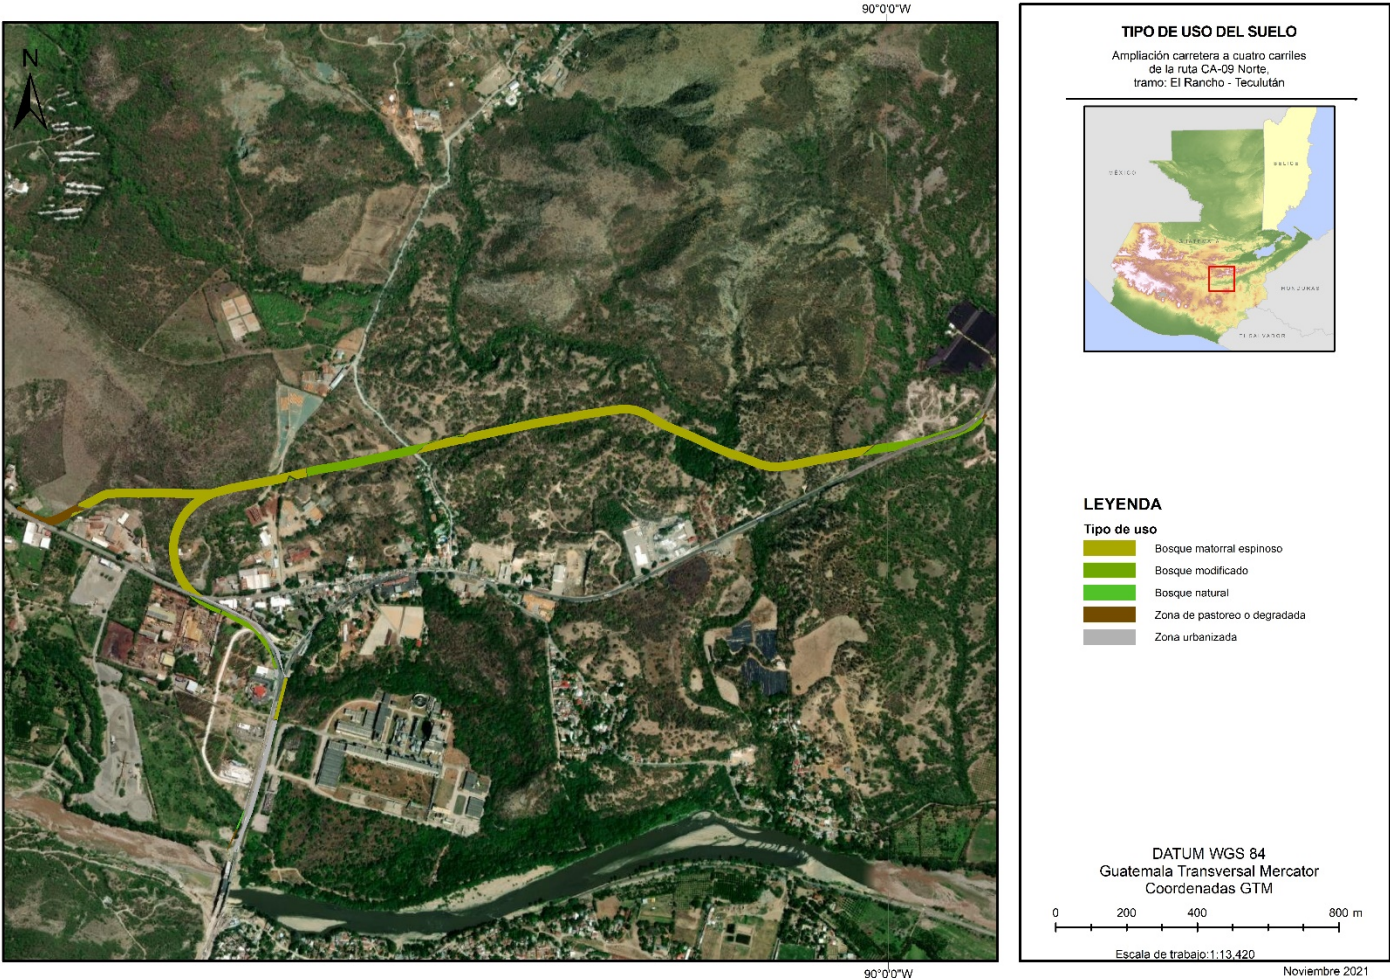 90°0'0"W
N
TIPO DE USO DEL SUELO
Ampliación carretera a cuatro carriles
de la ruta CA-09 Norte,
tramo: El Rancho - Teculután
MÉXICO
BELICE
GUATEMALA
HONDURAS
EL SALVADOR
LEYENDA
Tipo de uso
Bosque matorral espinoso
Bosque modificado
Bosque natural
Zona de pastoreo o degradada
Zona urbanizada
DATUM WGS 84
Guatemala Transversal Mercator
Coordenadas GTM
0 200 400 800 m
Escala de trabajo:1:13,420
90°0'0"W
Noviembre 2021